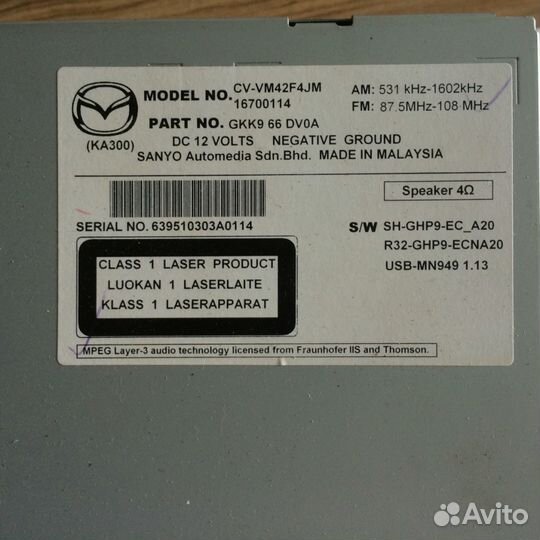 MODEL NO. CV-VM42F4JM
16700114
AM: 531 kHz-1602kHz
FM: 87.5MHz-108 MHz
PART NO. GKK9 66 DV0A
(KA300)
DC 12 VOLTS NEGATIVE GROUND
SANYO Automedia Sdn.Bhd. MADE IN MALAYSIA
Speaker 4Ω
SERIAL NO. 639510303A0114
S/W SH-GHP9-EC_A20
R32-GHP9-ECNA20
USB-MN949 1.13
CLASS 1 LASER PRODUCT
LUOKAN 1 LASERLAITE
KLASS 1 LASERAPPARAT
MPEG Layer-3 audio technology licensed from Fraunhofer IIS and Thomson.
Avito